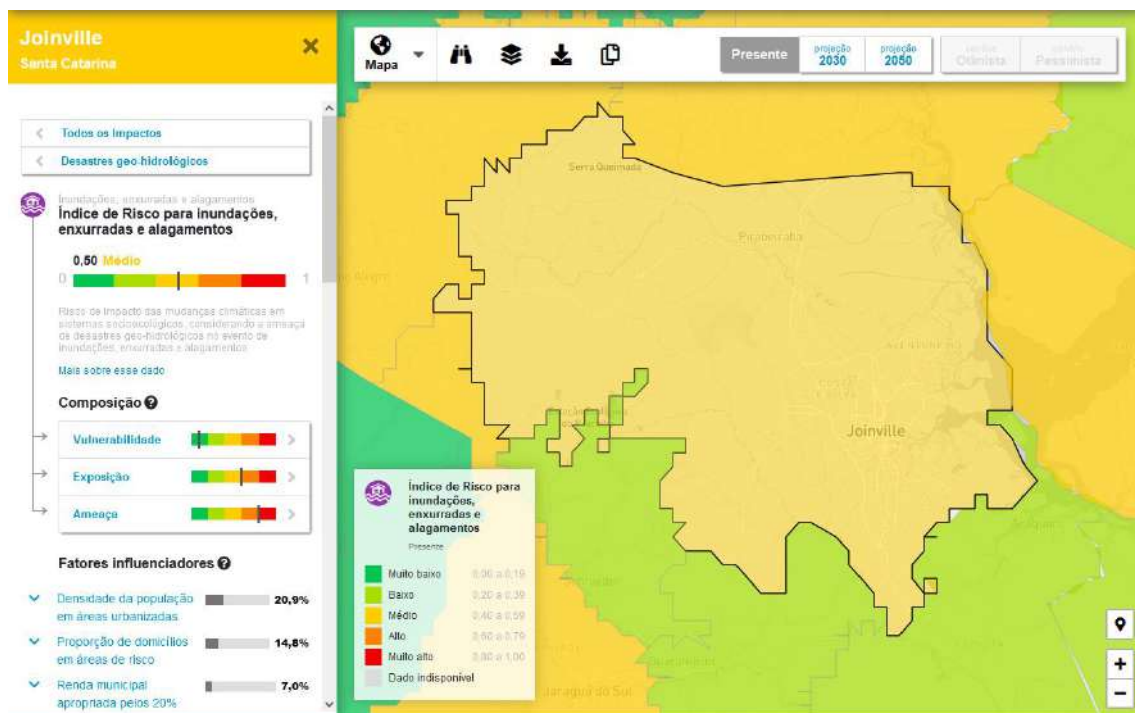 Joinville
Santa Catarina
Todos os Impactos
Desastres geo-hidrológicos
Inundações, enxurradas e alagamentos
Índice de Risco para inundações,
enxurradas e alagamentos
0,50 Médio
0 1
Risco de impacto das mudanças climáticas em
sistemas socioecológicos, considerando a ameaça
de desastres geo-hidrológicos no evento de
inundações, enxurradas e alagamentos
Mais sobre esse dado
Composição
Vulnerabilidade
Exposição
Ameaça
Fatores influenciadores
Densidade da população 20,9%
em áreas urbanizadas
Proporção de domicílios 14,8%
em áreas de risco
Renda municipal 7,0%
apropriada pelos 20%
Mapa
Presente
projeção
2030
projeção
2050
cenário
Otimista
cenário
Pessimista
Serra Queimada
Pirabeiraba
Joinville
Araquari
Guaramirim
Jaraguá do Sul
Índice de Risco para
inundações,
enxurradas e
alagamentos
Presente
Muito baixo 0,00 a 0,19
Baixo 0,20 a 0,39
Médio 0,40 a 0,59
Alto 0,60 a 0,79
Muito alto 0,80 a 1,00
Dado indisponível
+
−